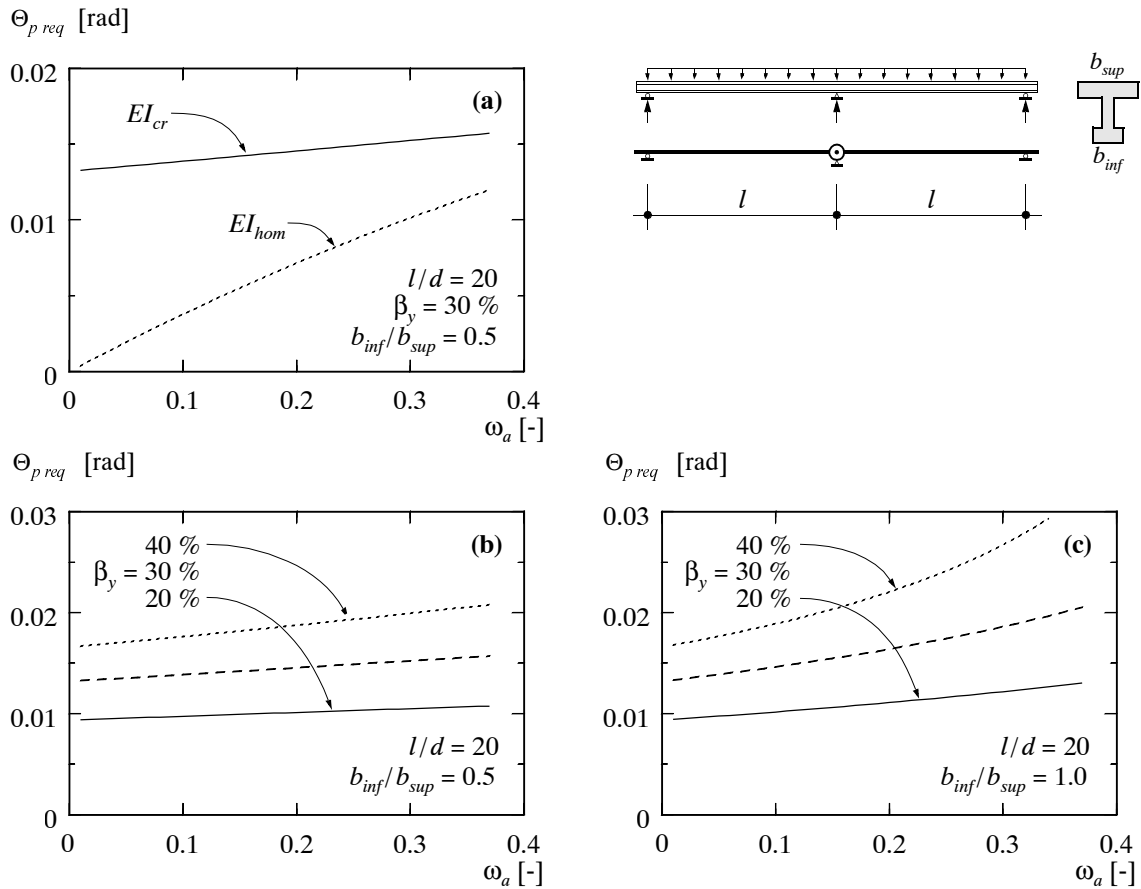 Θp req [rad]
0.02
0.01
0
0 0.1 0.2 0.3 0.4
ωa [-]
(a)
EIcr
EIhom
l/d = 20
βy = 30 %
binf/bsup = 0.5
bsup
binf
l l
Θp req [rad]
0.03
0.02
0.01
0
0 0.1 0.2 0.3 0.4
ωa [-]
(b)
40 %
βy = 30 %
20 %
l/d = 20
binf/bsup = 0.5
Θp req [rad]
0.03
0.02
0.01
0
0 0.1 0.2 0.3 0.4
ωa [-]
(c)
40 %
βy = 30 %
20 %
l/d = 20
binf/bsup = 1.0